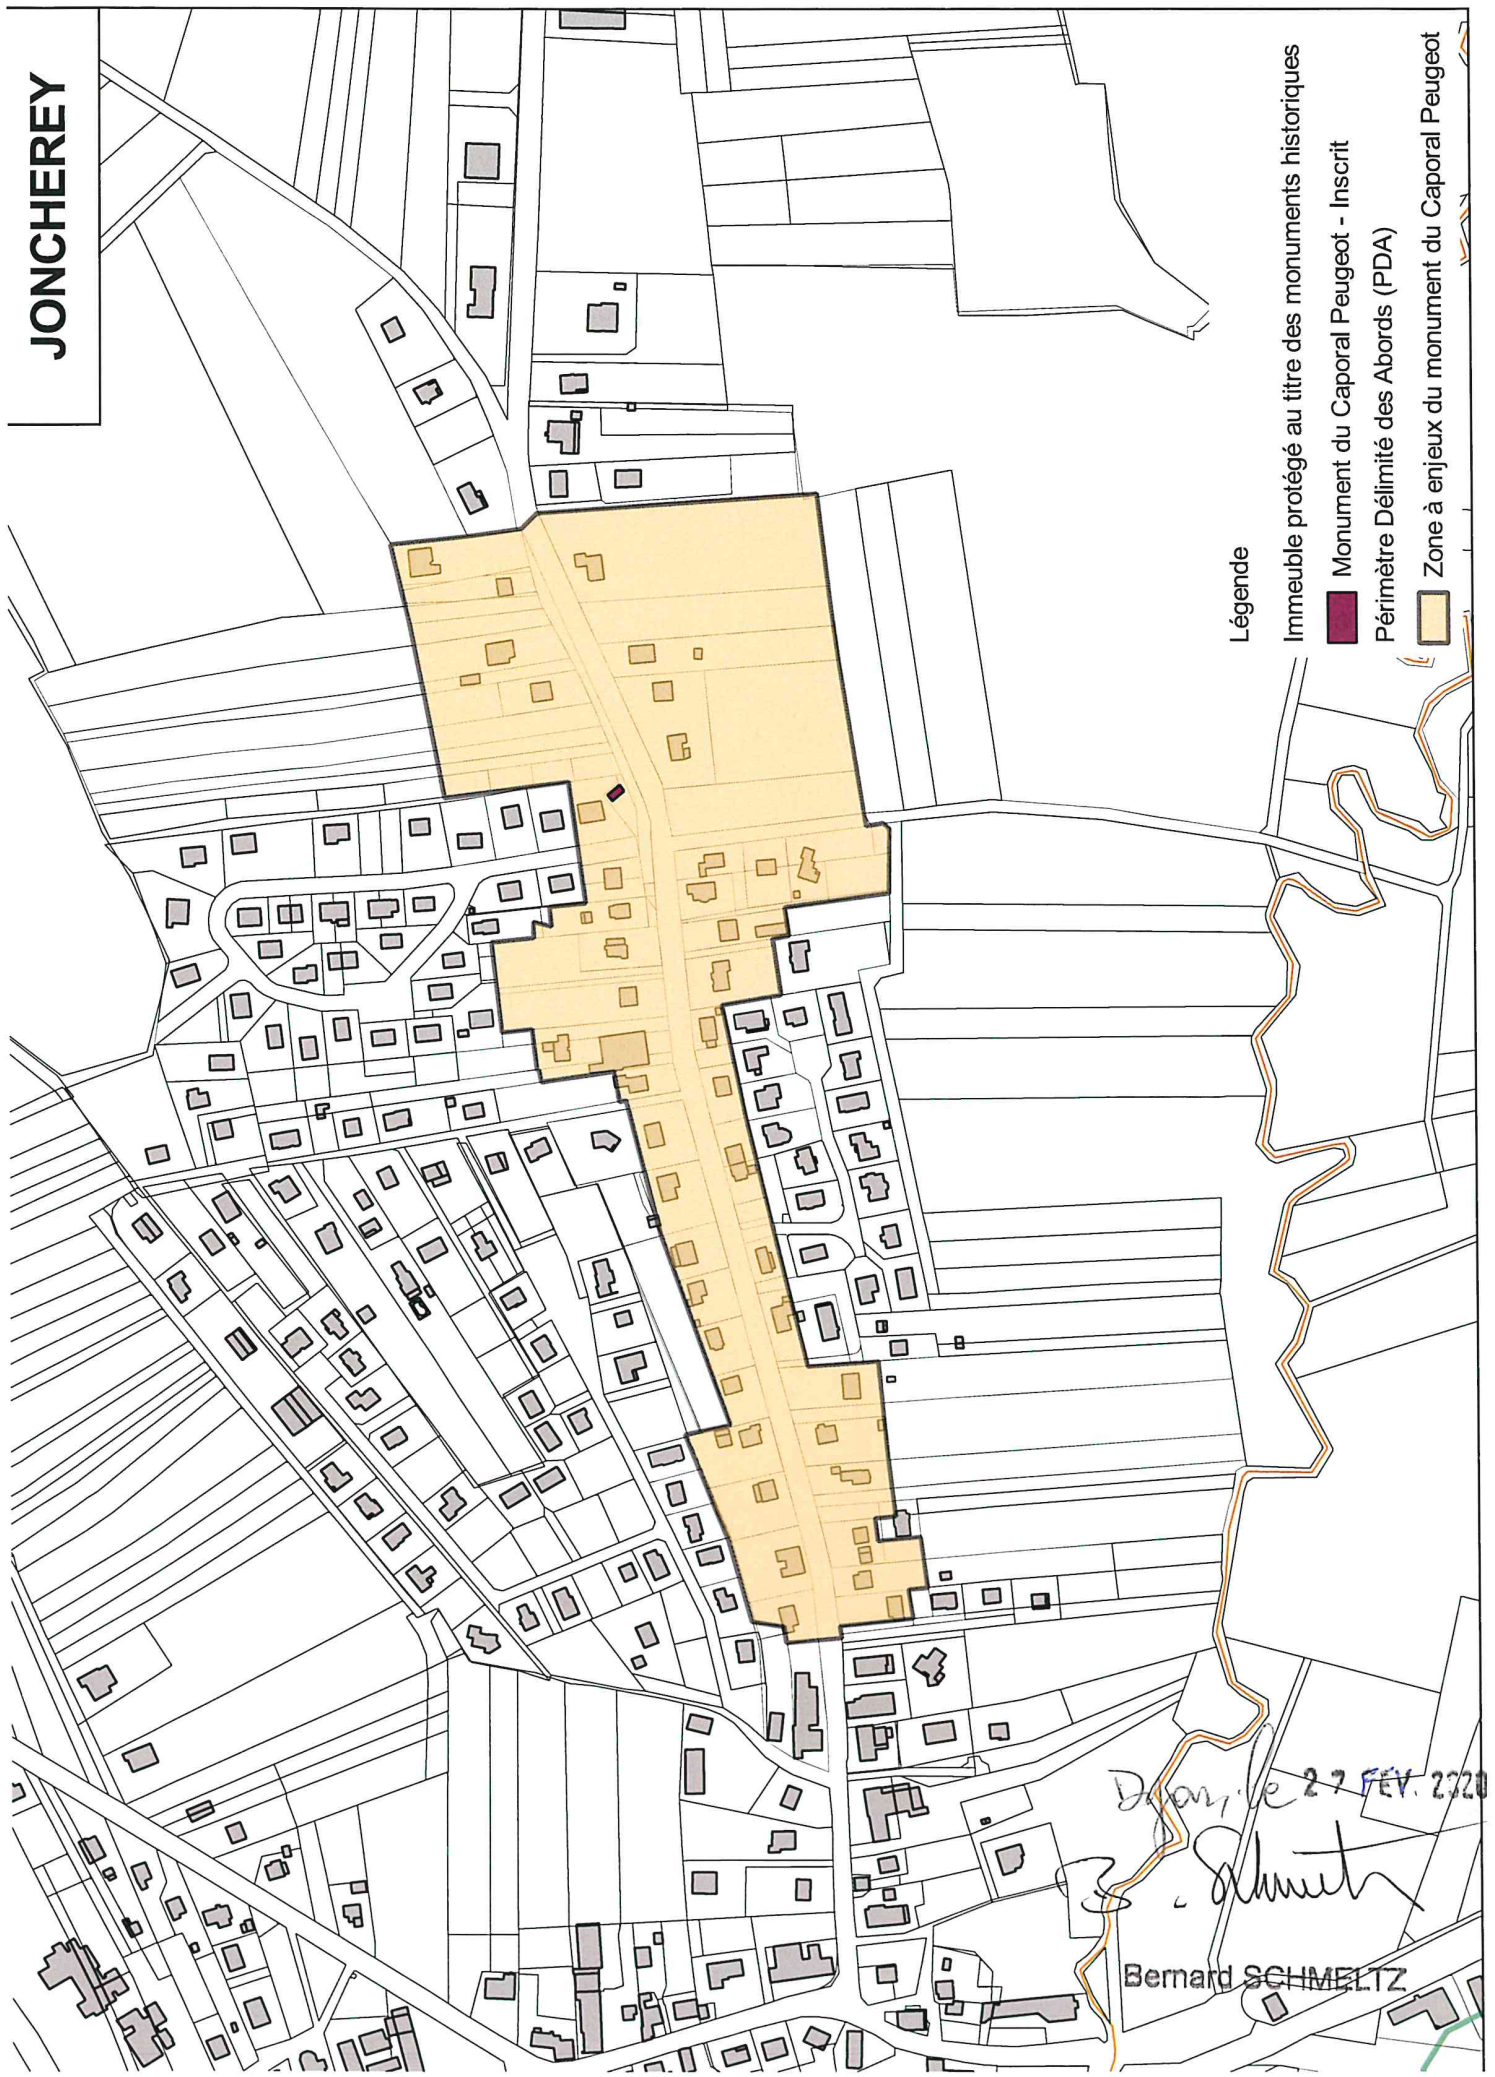 JONCHEREY
Légende
Immeuble protégé au titre des monuments historiques
Monument du Caporal Peugeot - Inscrit
Périmètre Délimité des Abords (PDA)
Zone à enjeux du monument du Caporal Peugeot
Dijon, le 27 FEV. 2020
B. Schmeltz
Bernard SCHMELTZ